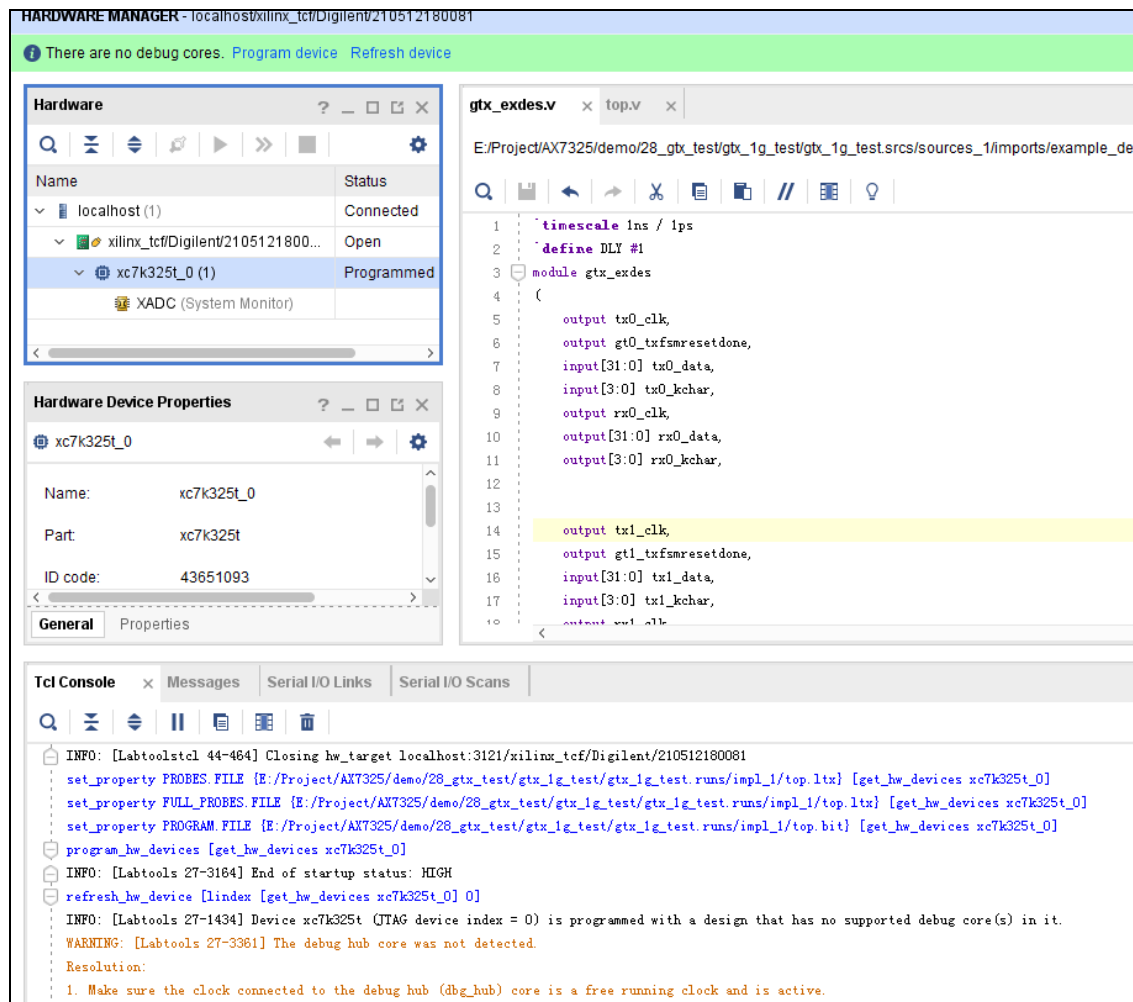 HARDWARE MANAGER - localhost/xilinx_tcf/Digilent/210512180081
There are no debug cores. Program device Refresh device
Hardware
Name Status
localhost (1) Connected
xilinx_tcf/Digilent/2105121800... Open
xc7k325t_0 (1) Programmed
XADC (System Monitor)
Hardware Device Properties
xc7k325t_0
Name: xc7k325t_0
Part: xc7k325t
ID code: 43651093
General Properties
gtx_exdes.v top.v
E:/Project/AX7325/demo/28_gtx_test/gtx_1g_test/gtx_1g_test.srcs/sources_1/imports/example_de
1 `timescale 1ns / 1ps
2 `define DLY #1
3 module gtx_exdes
4 (
5 output tx0_clk,
6 output gt0_txfsmresetdone,
7 input[31:0] tx0_data,
8 input[3:0] tx0_kchar,
9 output rx0_clk,
10 output[31:0] rx0_data,
11 output[3:0] rx0_kchar,
12
13
14 output tx1_clk,
15 output gt1_txfsmresetdone,
16 input[31:0] tx1_data,
17 input[3:0] tx1_kchar,
18 output rx1_clk
Tcl Console Messages Serial I/O Links Serial I/O Scans
INFO: [Labtoolstcl 44-464] Closing hw_target localhost:3121/xilinx_tcf/Digilent/210512180081
set_property PROBES.FILE {E:/Project/AX7325/demo/28_gtx_test/gtx_1g_test/gtx_1g_test.runs/impl_1/top.ltx} [get_hw_devices xc7k325t_0]
set_property FULL_PROBES.FILE {E:/Project/AX7325/demo/28_gtx_test/gtx_1g_test/gtx_1g_test.runs/impl_1/top.ltx} [get_hw_devices xc7k325t_0]
set_property PROGRAM.FILE {E:/Project/AX7325/demo/28_gtx_test/gtx_1g_test/gtx_1g_test.runs/impl_1/top.bit} [get_hw_devices xc7k325t_0]
program_hw_devices [get_hw_devices xc7k325t_0]
INFO: [Labtools 27-3164] End of startup status: HIGH
refresh_hw_device [lindex [get_hw_devices xc7k325t_0] 0]
INFO: [Labtools 27-1434] Device xc7k325t (JTAG device index = 0) is programmed with a design that has no supported debug core(s) in it.
WARNING: [Labtools 27-3361] The debug hub core was not detected.
Resolution:
1. Make sure the clock connected to the debug hub (dbg_hub) core is a free running clock and is active.